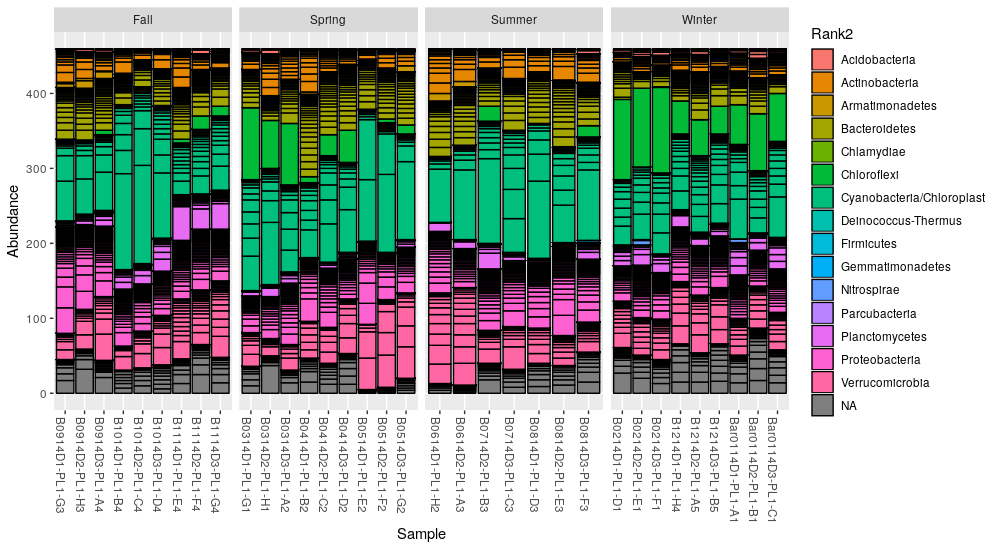 Fall Spring Summer Winter
Rank2
Acidobacteria
Actinobacteria
Armatimonadetes
Bacteroidetes
Chlamydiae
Chloroflexi
Cyanobacteria/Chloroplast
Deinococcus-Thermus
Firmicutes
Gemmatimonadetes
Nitrospirae
Parcubacteria
Planctomycetes
Proteobacteria
Verrucomicrobia
NA
Abundance
400
300
200
100
0
B0914D1-PL1-G3
B0914D2-PL1-H3
B0914D3-PL1-A4
B1014D1-PL1-B4
B1014D2-PL1-C4
B1014D3-PL1-D4
B1114D1-PL1-E4
B1114D2-PL1-F4
B1114D3-PL1-G4
B0314D1-PL1-G1
B0314D2-PL1-H1
B0314D3-PL1-A2
B0414D1-PL1-B2
B0414D2-PL1-C2
B0414D3-PL1-D2
B0514D1-PL1-E2
B0514D2-PL1-F2
B0514D3-PL1-G2
B0614D1-PL1-H2
B0614D2-PL1-A3
B0714D2-PL1-B3
B0714D3-PL1-C3
B0814D1-PL1-D3
B0814D2-PL1-E3
B0814D3-PL1-F3
B0214D1-PL1-D1
B0214D2-PL1-E1
B0214D3-PL1-F1
B1214D1-PL1-H4
B1214D2-PL1-A5
B1214D3-PL1-B5
Bar0114D1-PL1-A1
Bar0114D2-PL1-B1
Bar0114D3-PL1-C1
Sample